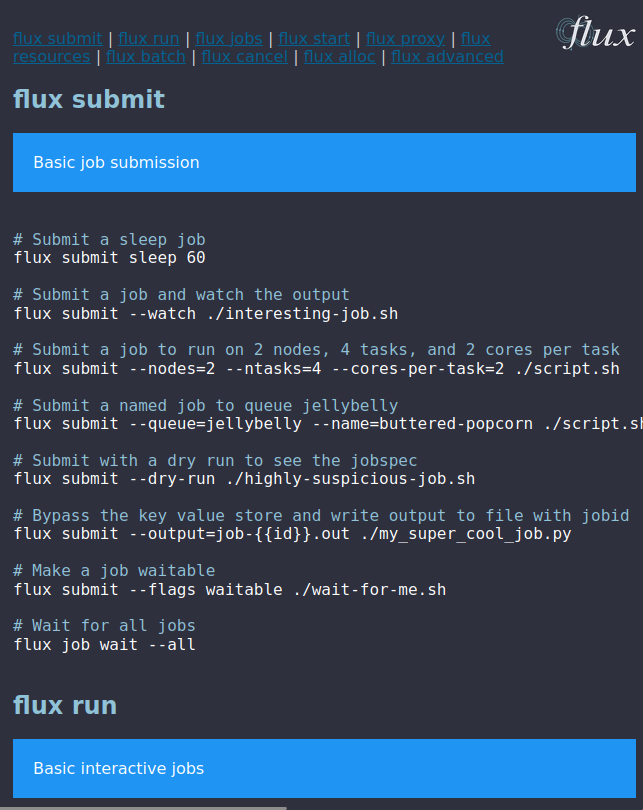 flux submit | flux run | flux jobs | flux start | flux proxy | flux
resources | flux batch | flux cancel | flux alloc | flux advanced
flux
flux submit
Basic job submission
# Submit a sleep job
flux submit sleep 60
# Submit a job and watch the output
flux submit --watch ./interesting-job.sh
# Submit a job to run on 2 nodes, 4 tasks, and 2 cores per task
flux submit --nodes=2 --ntasks=4 --cores-per-task=2 ./script.sh
# Submit a named job to queue jellybelly
flux submit --queue=jellybelly --name=buttered-popcorn ./script.sh
# Submit with a dry run to see the jobspec
flux submit --dry-run ./highly-suspicious-job.sh
# Bypass the key value store and write output to file with jobid
flux submit --output=job-{{id}}.out ./my_super_cool_job.py
# Make a job waitable
flux submit --flags waitable ./wait-for-me.sh
# Wait for all jobs
flux job wait --all
flux run
Basic interactive jobs